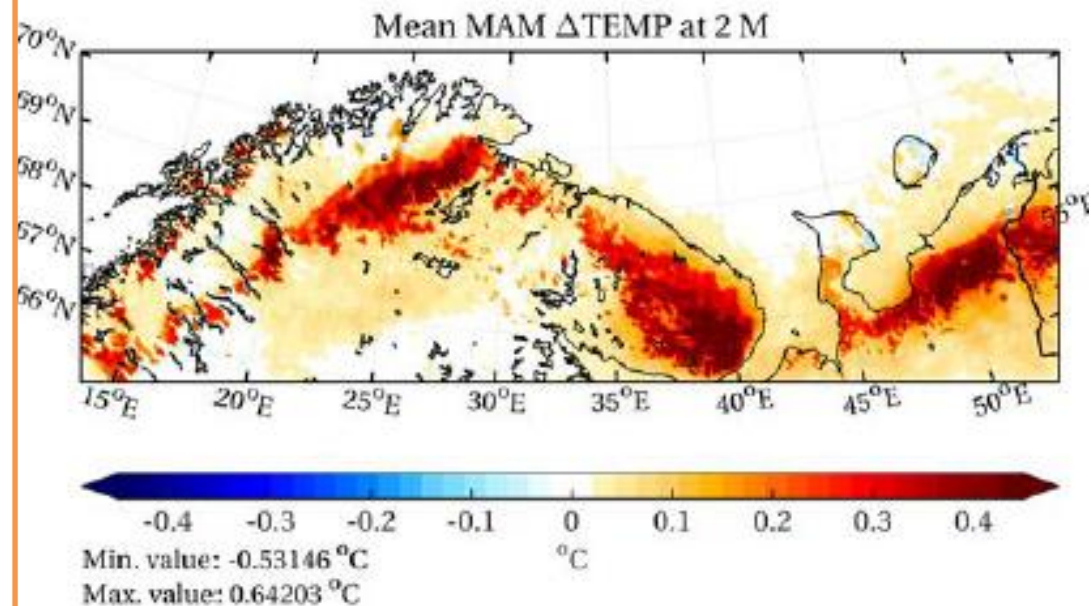 Mean MAM ΔTEMP at 2 M
70°N
69°N
68°N
67°N
66°N
15°E 20°E 25°E 30°E 35°E 40°E 45°E 50°E
-0.4 -0.3 -0.2 -0.1 0 0.1 0.2 0.3 0.4
°C
Min. value: -0.53146 °C
Max. value: 0.64203 °C